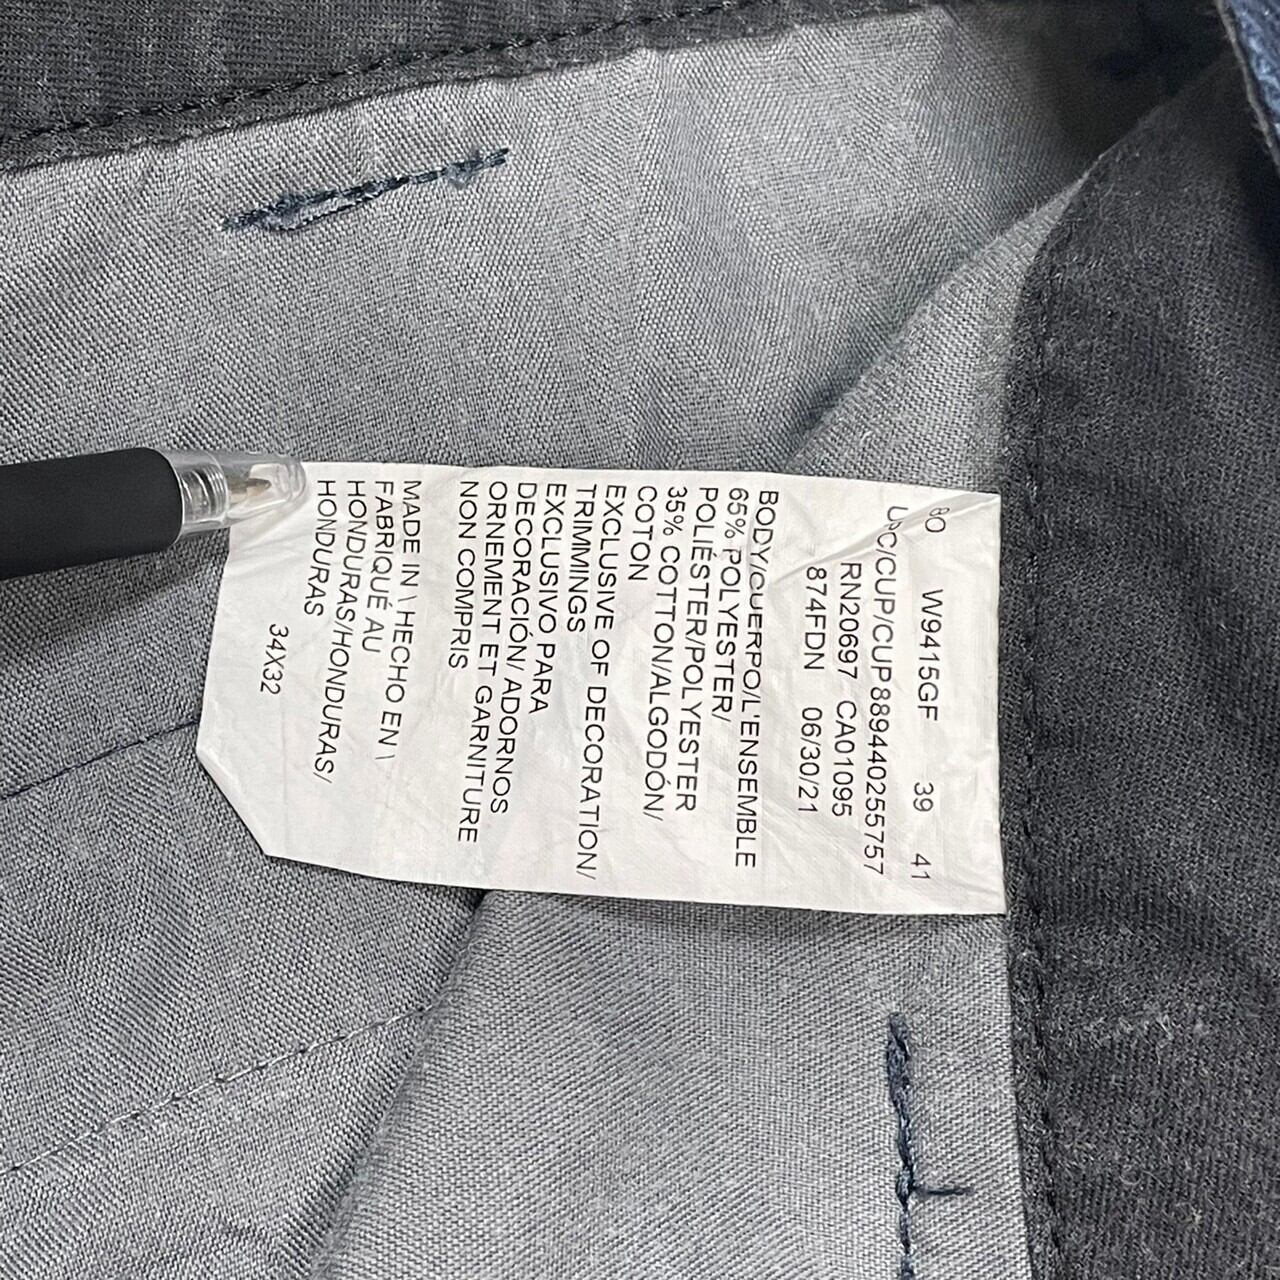 80 W9415GF 39 41
UPC/CUP/CUP 889440255757
RN20697 CA01095
874FDN 06/30/21
BODY/CUERPO/L'ENSEMBLE
65% POLYESTER/
POLIÉSTER/POLYESTER
35% COTTON/ALGODÓN/
COTON
EXCLUSIVE OF DECORATION/
TRIMMINGS
EXCLUSIVO PARA
DECORACIÓN/ ADORNOS
ORNEMENT ET GARNITURE
NON COMPRIS
MADE IN \ HECHO EN \
FABRIQUÉ AU
HONDURAS/HONDURAS/
HONDURAS
34X32